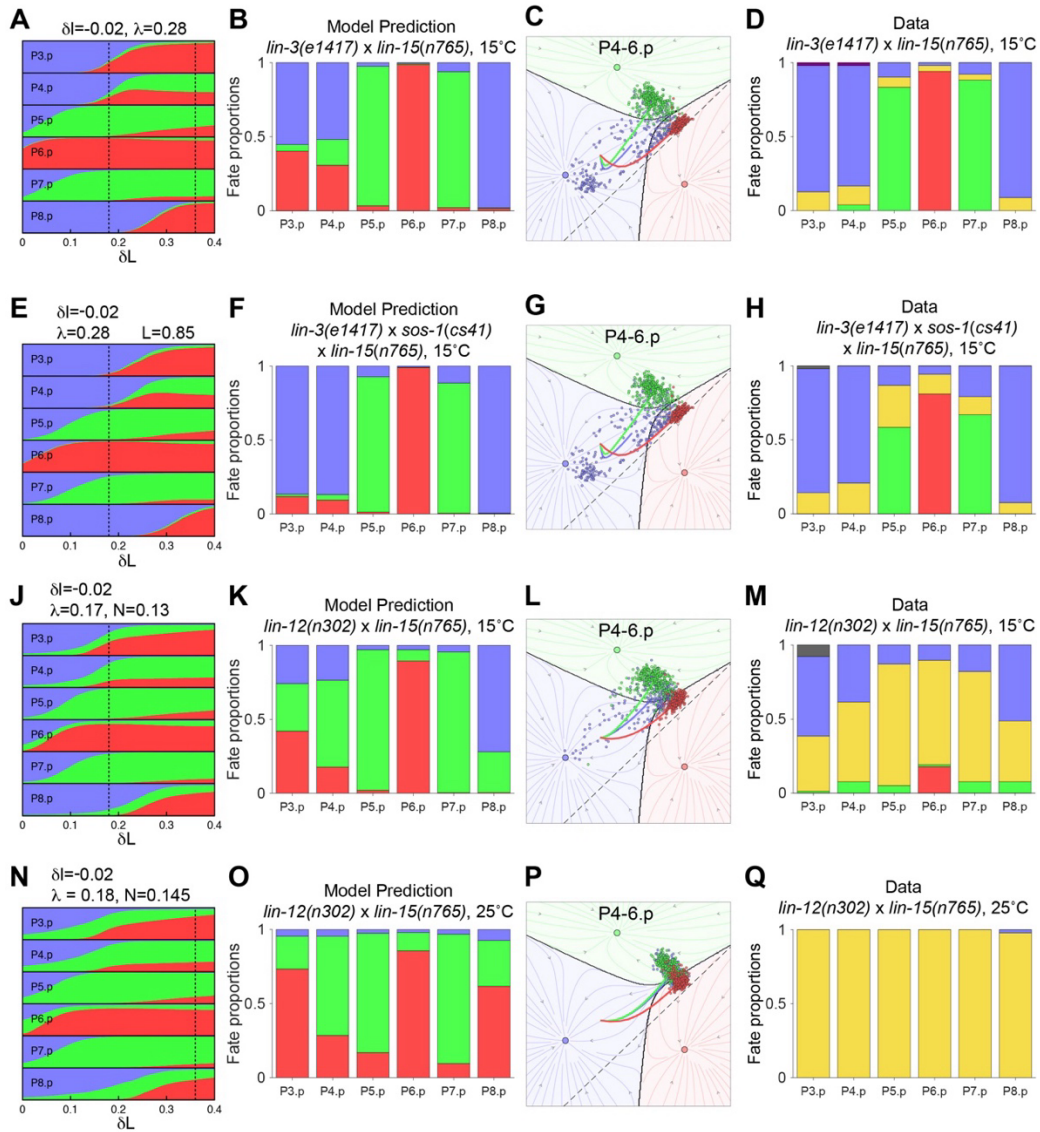 A
δI=-0.02, λ=0.28
P3.p
P4.p
P5.p
P6.p
P7.p
P8.p
0 0.1 0.2 0.3 0.4
δL
B
Model Prediction
lin-3(e1417) x lin-15(n765), 15˚C
Fate proportions
1
0.5
0
P3.p P4.p P5.p P6.p P7.p P8.p
C
P4-6.p
D
Data
lin-3(e1417) x lin-15(n765), 15˚C
Fate proportions
1
0.5
0
P3.p P4.p P5.p P6.p P7.p P8.p
E
δI=-0.02
λ=0.28 L=0.85
P3.p
P4.p
P5.p
P6.p
P7.p
P8.p
0 0.1 0.2 0.3 0.4
δL
F
Model Prediction
lin-3(e1417) x sos-1(cs41)
x lin-15(n765), 15˚C
Fate proportions
1
0.5
0
P3.p P4.p P5.p P6.p P7.p P8.p
G
P4-6.p
H
Data
lin-3(e1417) x sos-1(cs41)
x lin-15(n765), 15˚C
Fate proportions
1
0.5
0
P3.p P4.p P5.p P6.p P7.p P8.p
J
δI=-0.02
λ=0.17, N=0.13
P3.p
P4.p
P5.p
P6.p
P7.p
P8.p
0 0.1 0.2 0.3 0.4
δL
K
Model Prediction
lin-12(n302) x lin-15(n765), 15˚C
Fate proportions
1
0.5
0
P3.p P4.p P5.p P6.p P7.p P8.p
L
P4-6.p
M
Data
lin-12(n302) x lin-15(n765), 15˚C
Fate proportions
1
0.5
0
P3.p P4.p P5.p P6.p P7.p P8.p
N
δI=-0.02
λ = 0.18, N=0.145
P3.p
P4.p
P5.p
P6.p
P7.p
P8.p
0 0.1 0.2 0.3 0.4
δL
O
Model Prediction
lin-12(n302) x lin-15(n765), 25˚C
Fate proportions
1
0.5
0
P3.p P4.p P5.p P6.p P7.p P8.p
P
P4-6.p
Q
Data
lin-12(n302) x lin-15(n765), 25˚C
Fate proportions
1
0.5
0
P3.p P4.p P5.p P6.p P7.p P8.p